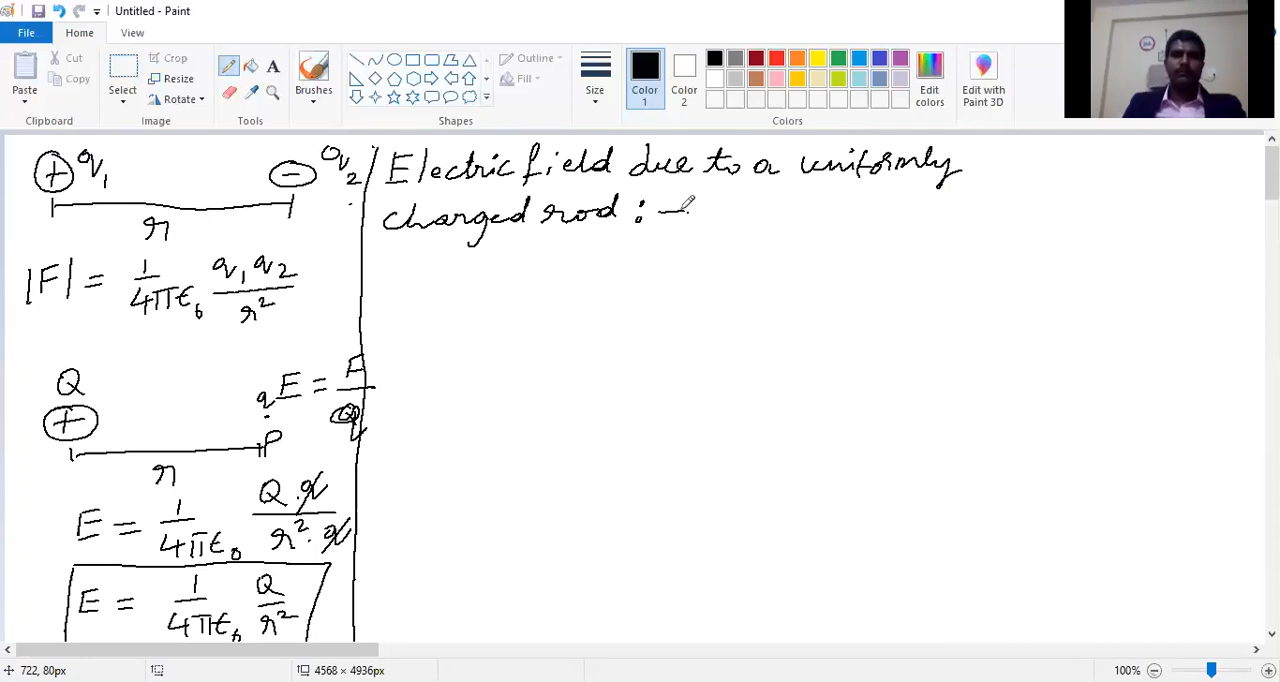 Untitled - Paint
File
Home
View
Paste
Cut
Copy
Clipboard
Select
Crop
Resize
Rotate
Image
A
Tools
Brushes
Outline
Fill
Shapes
Size
Color 1
Color 2
Edit colors
Edit with Paint 3D
Colors
+ q₁ − q₂
r
|F| = 1/4πϵ₀ q₁q₂/r²
Q
+ q E = F/q
P
r
E = 1/4πϵ₀ Q.q/r².q
E = 1/4πϵ₀ Q/r²
Electric field due to a uniformly
charged rod : -
722, 80px
4568 × 4936px
100%